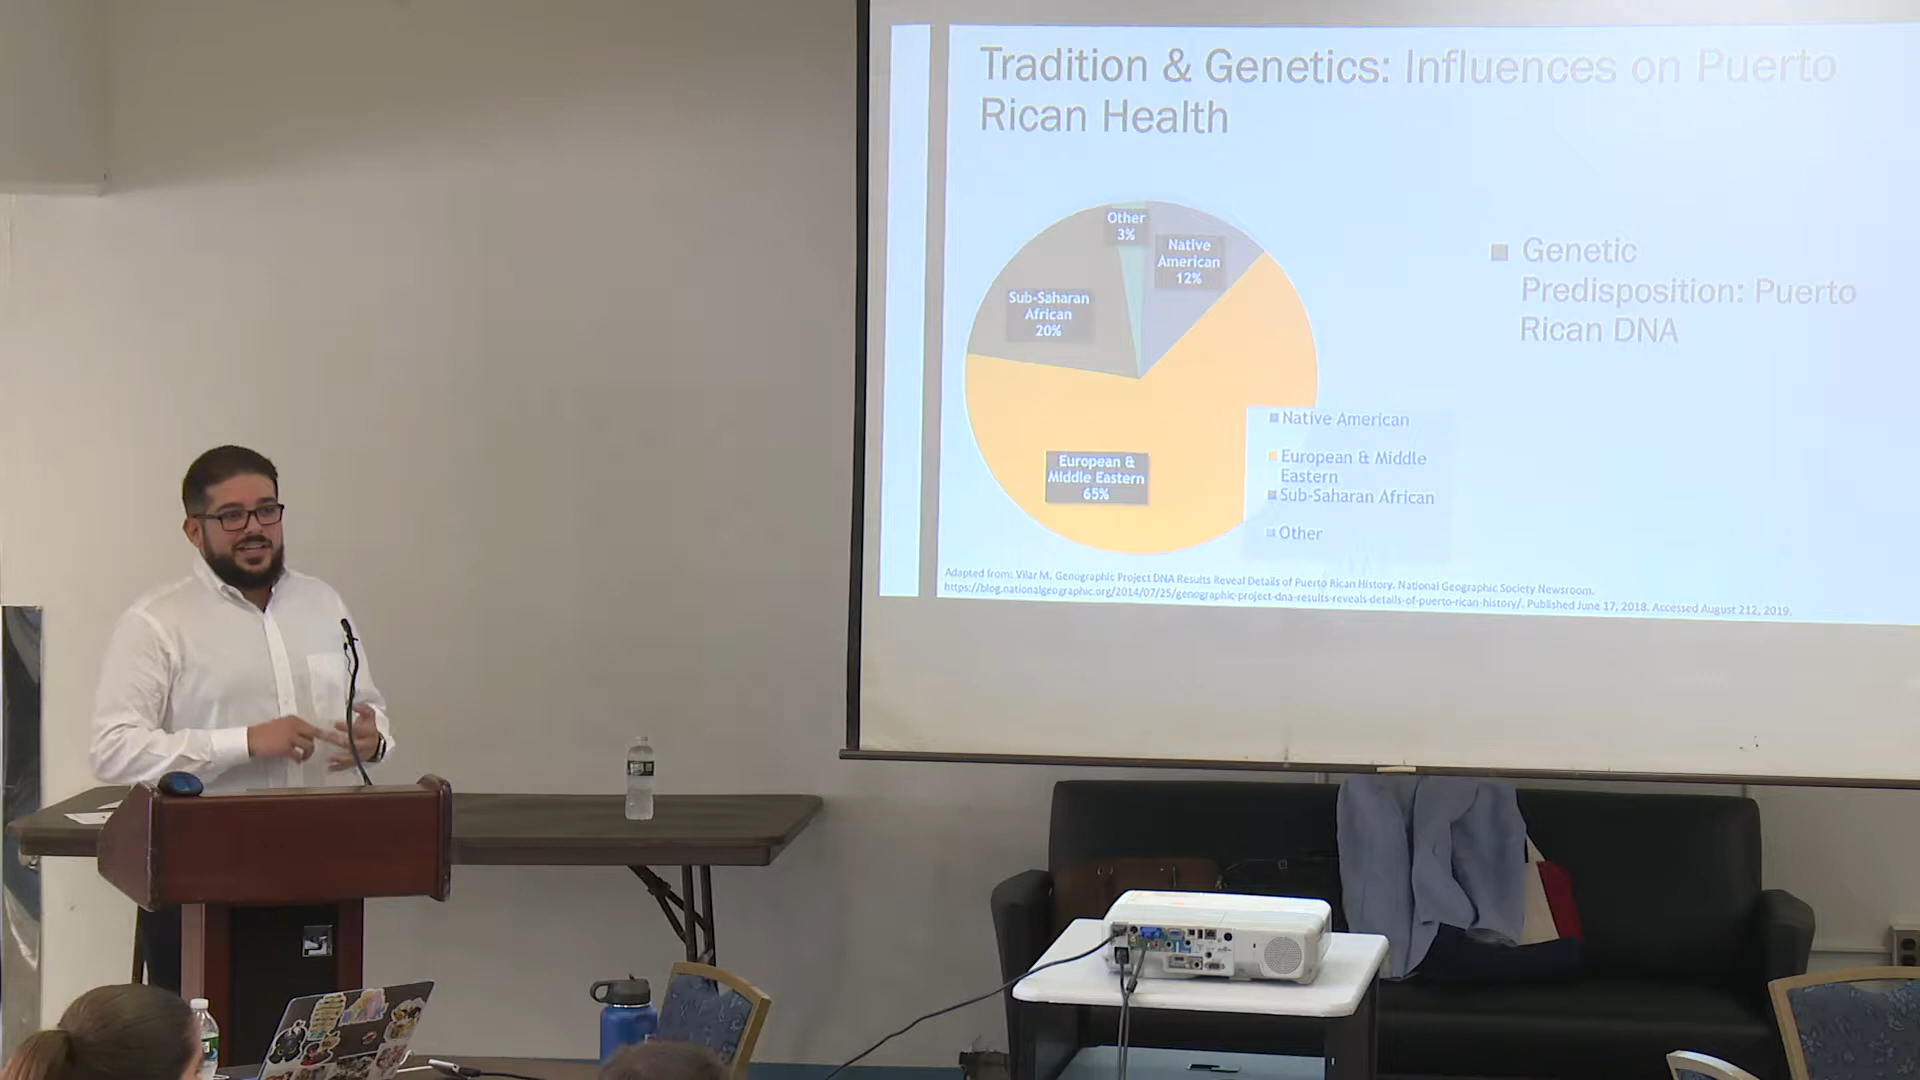 Tradition & Genetics: Influences on Puerto
Rican Health
Other
3%
Native
American
12%
Sub-Saharan
African
20%
European &
Middle Eastern
65%
Native American
European & Middle
Eastern
Sub-Saharan African
Other
Genetic
Predisposition: Puerto
Rican DNA
Adapted from: Vilar M. Genographic Project DNA Results Reveal Details of Puerto Rican History. National Geographic Society Newsroom.
https://blog.nationalgeographic.org/2014/07/25/genographic-project-dna-results-reveals-details-of-puerto-rican-history/. Published June 17, 2018. Accessed August 212, 2019.